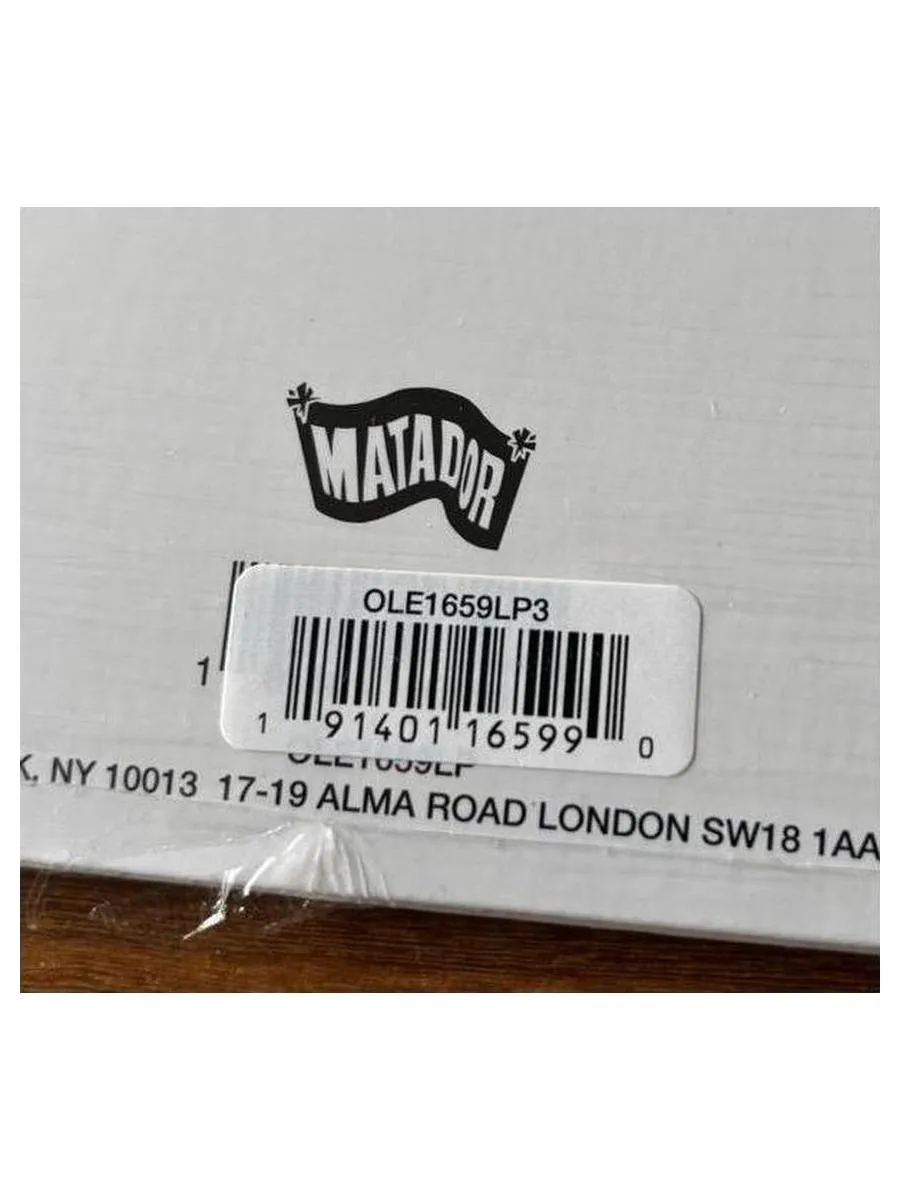 MATADOR
OLE1659LP3
1
1 91401 16599 0
OLE1659LP
K, NY 10013 17-19 ALMA ROAD LONDON SW18 1AA